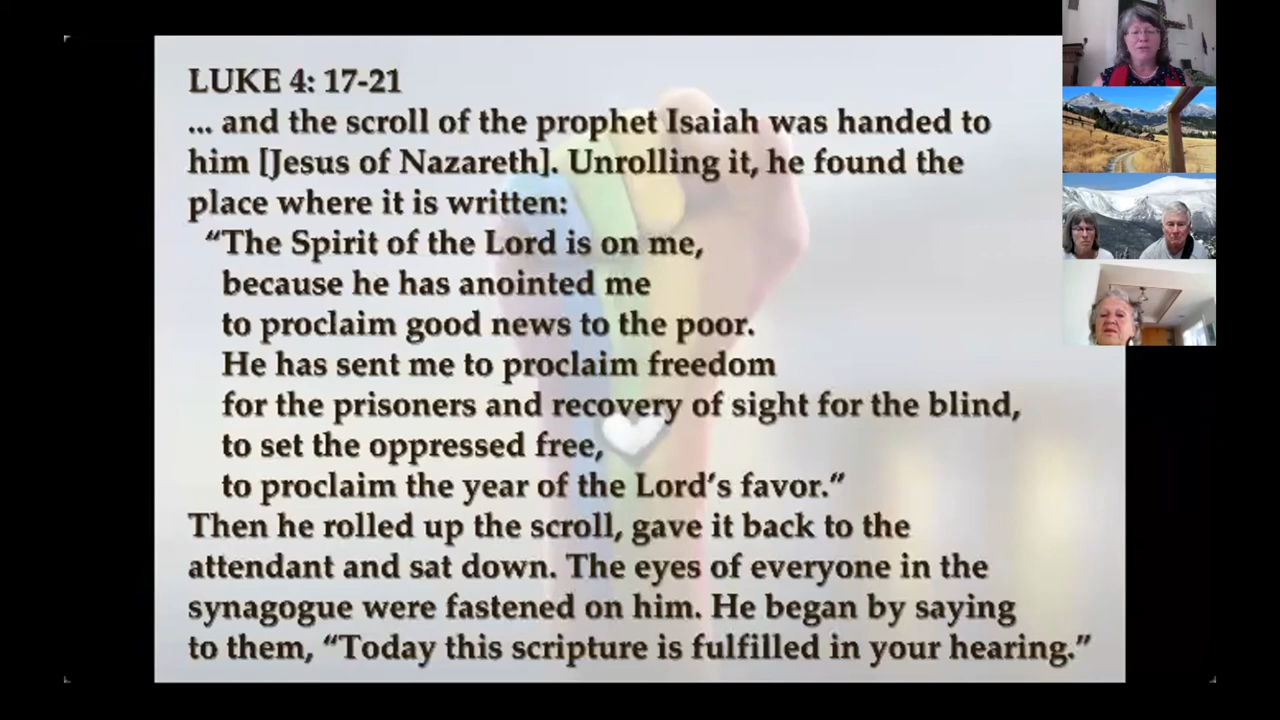 LUKE 4: 17-21
... and the scroll of the prophet Isaiah was handed to
him [Jesus of Nazareth]. Unrolling it, he found the
place where it is written:
“The Spirit of the Lord is on me,
because he has anointed me
to proclaim good news to the poor.
He has sent me to proclaim freedom
for the prisoners and recovery of sight for the blind,
to set the oppressed free,
to proclaim the year of the Lord’s favor.”
Then he rolled up the scroll, gave it back to the
attendant and sat down. The eyes of everyone in the
synagogue were fastened on him. He began by saying
to them, “Today this scripture is fulfilled in your hearing.”